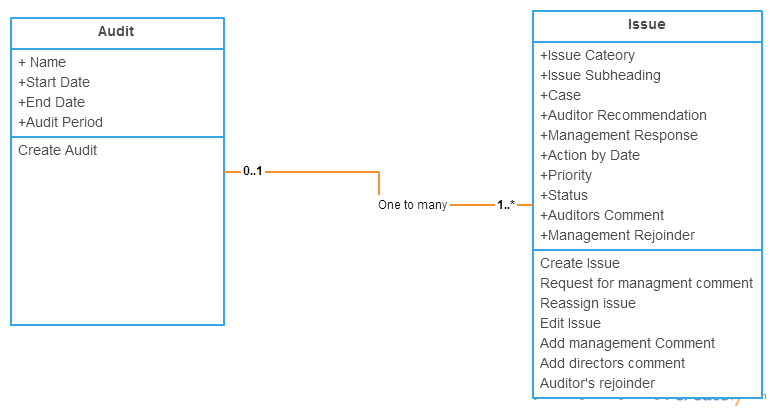 Audit
+ Name
+Start Date
+End Date
+Audit Period
Create Audit
0..1
One to many
1..*
Issue
+Issue Cateory
+Issue Subheading
+Case
+Auditor Recommendation
+Management Response
+Action by Date
+Priority
+Status
+Auditors Comment
+Management Rejoinder
Create Issue
Request for managment comment
Reassign issue
Edit Issue
Add management Comment
Add directors comment
Auditor's rejoinder